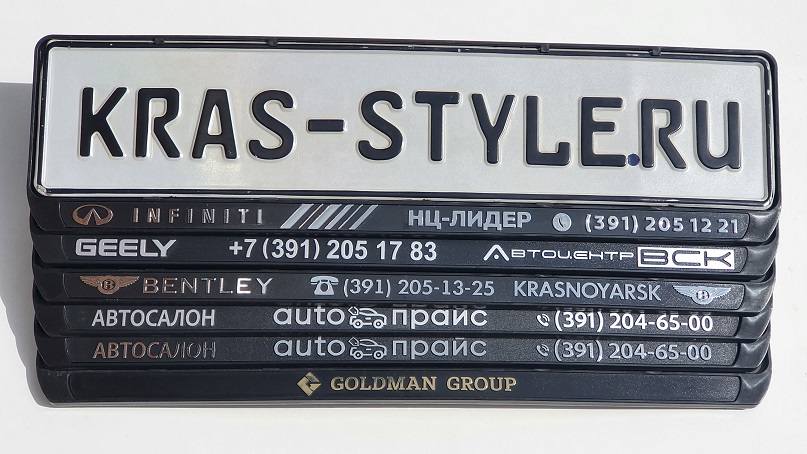 KRAS-STYLE.RU
INFINITI НЦ-ЛИДЕР (391) 205 12 21
GEELY +7 (391) 205 17 83 АВТОЦЕНТР ВСК
BENTLEY (391) 205-13-25 KRASNOYARSK
АВТОСАЛОН auto прайс (391) 204-65-00
АВТОСАЛОН auto прайс (391) 204-65-00
GOLDMAN GROUP